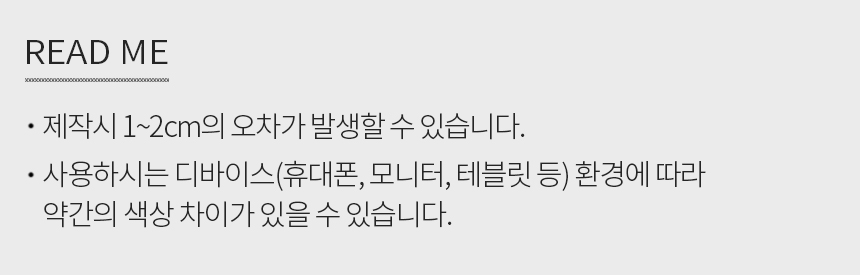 READ ME
• 제작시 1~2cm의 오차가 발생할 수 있습니다.
• 사용하시는 디바이스(휴대폰, 모니터, 테블릿 등) 환경에 따라
약간의 색상 차이가 있을 수 있습니다.